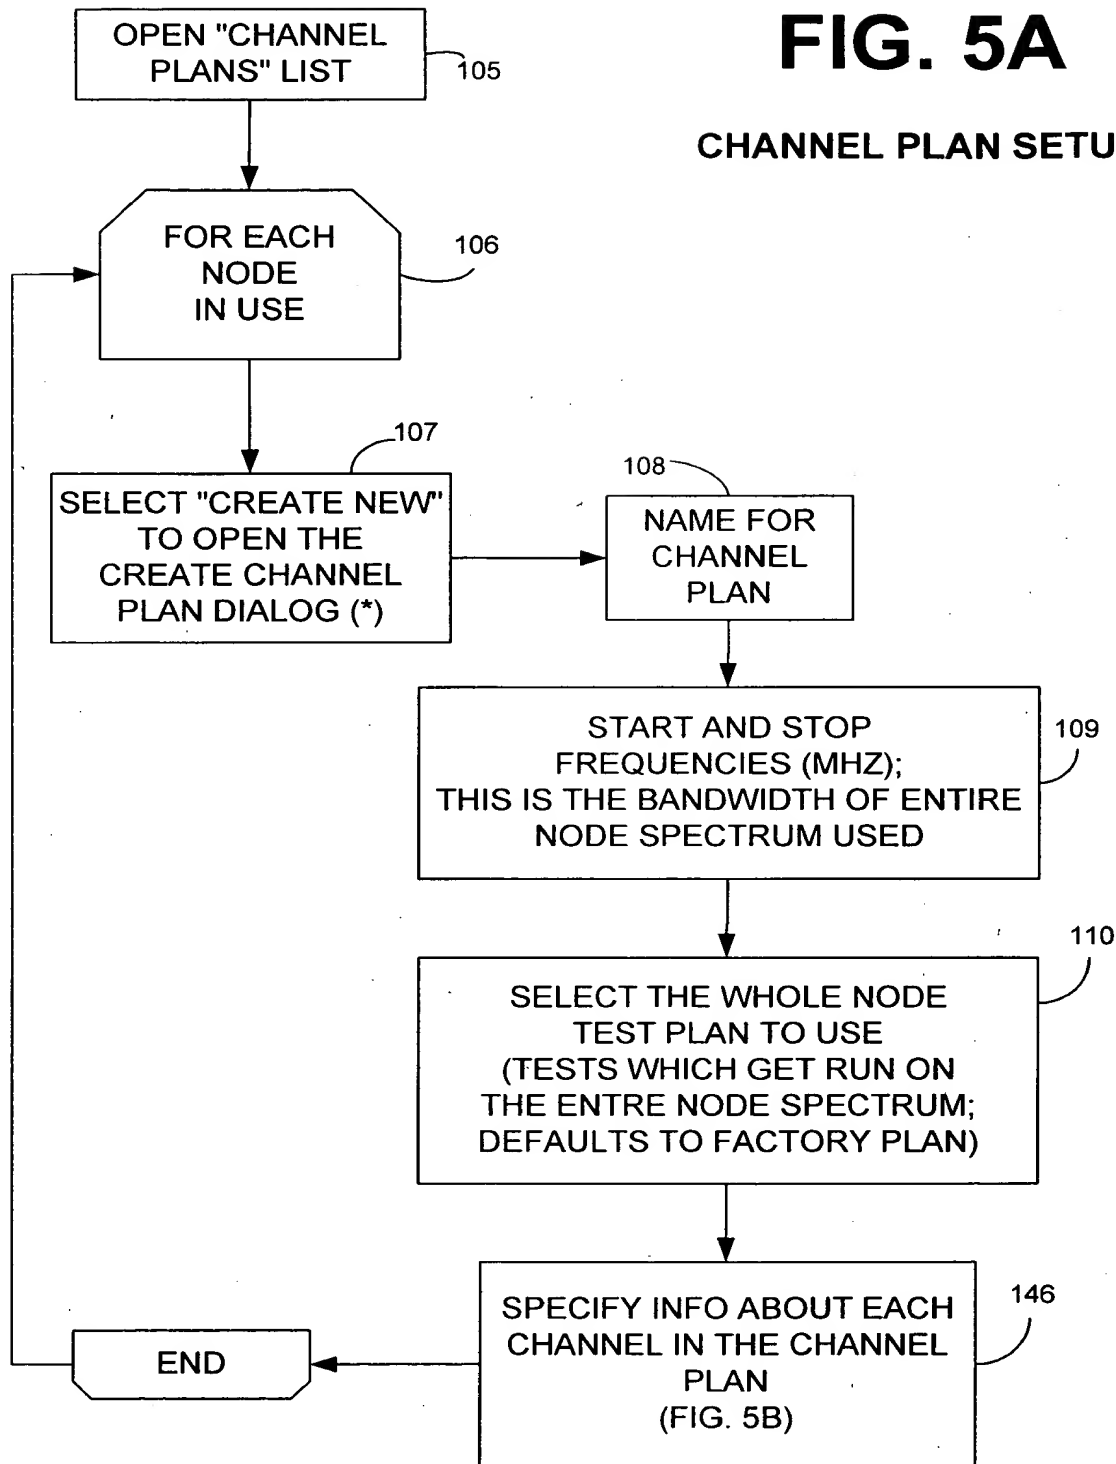 FIG. 5A
CHANNEL PLAN SETU
OPEN "CHANNEL
PLANS" LIST
105
FOR EACH
NODE
IN USE
106
107
SELECT "CREATE NEW"
TO OPEN THE
CREATE CHANNEL
PLAN DIALOG (*)
108
NAME FOR
CHANNEL
PLAN
START AND STOP
FREQUENCIES (MHZ);
THIS IS THE BANDWIDTH OF ENTIRE
NODE SPECTRUM USED
109
110
SELECT THE WHOLE NODE
TEST PLAN TO USE
(TESTS WHICH GET RUN ON
THE ENTRE NODE SPECTRUM;
DEFAULTS TO FACTORY PLAN)
SPECIFY INFO ABOUT EACH
CHANNEL IN THE CHANNEL
PLAN
(FIG. 5B)
146
END